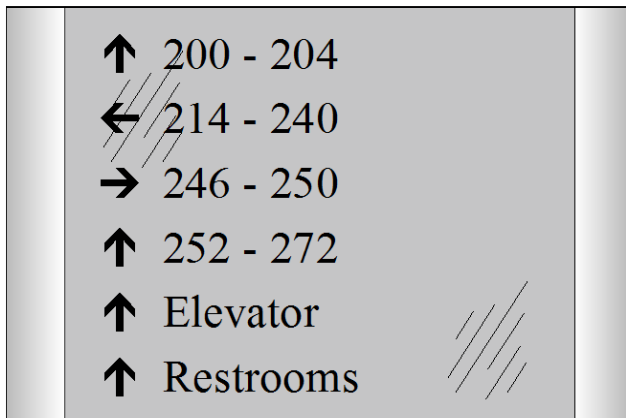 ↑ 200 - 204
← 214 - 240
→ 246 - 250
↑ 252 - 272
↑ Elevator
↑ Restrooms